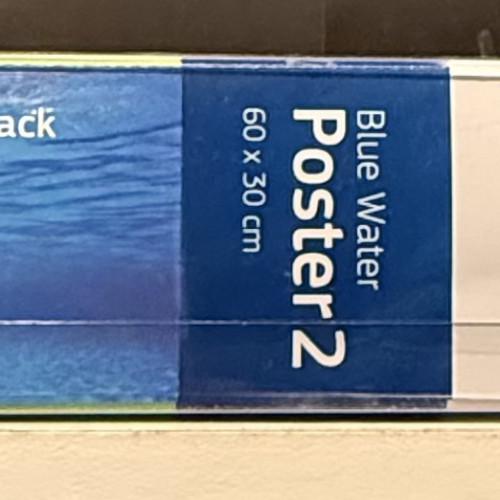 ack
Blue Water
Poster 2
60 x 30 cm